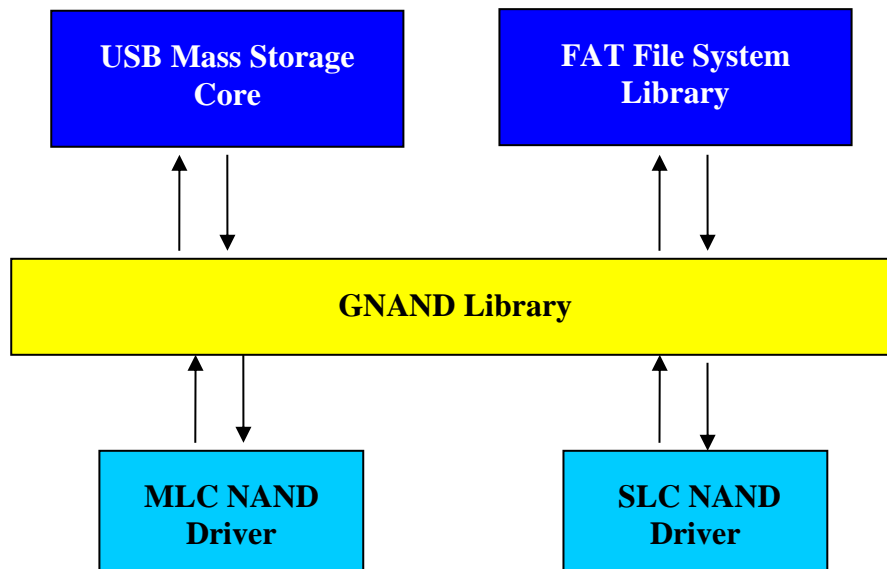 USB Mass Storage
Core
FAT File System
Library
GNAND Library
MLC NAND
Driver
SLC NAND
Driver